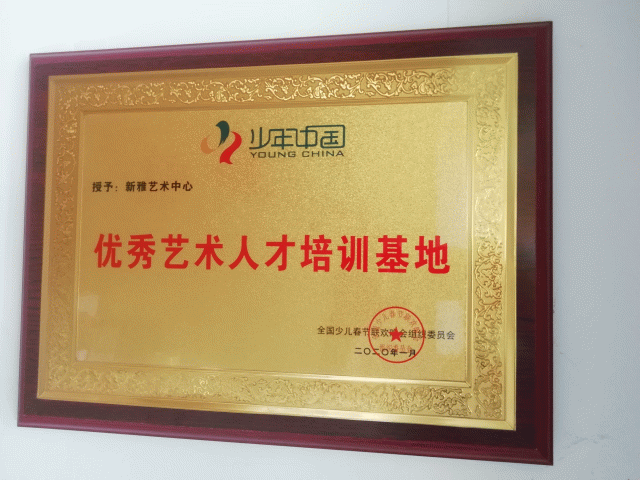 少年中国
YOUNG CHINA
授予：新雅艺术中心
优秀艺术人才培训基地
全国少儿春节联欢晚会组织委员会
二〇二〇年一月